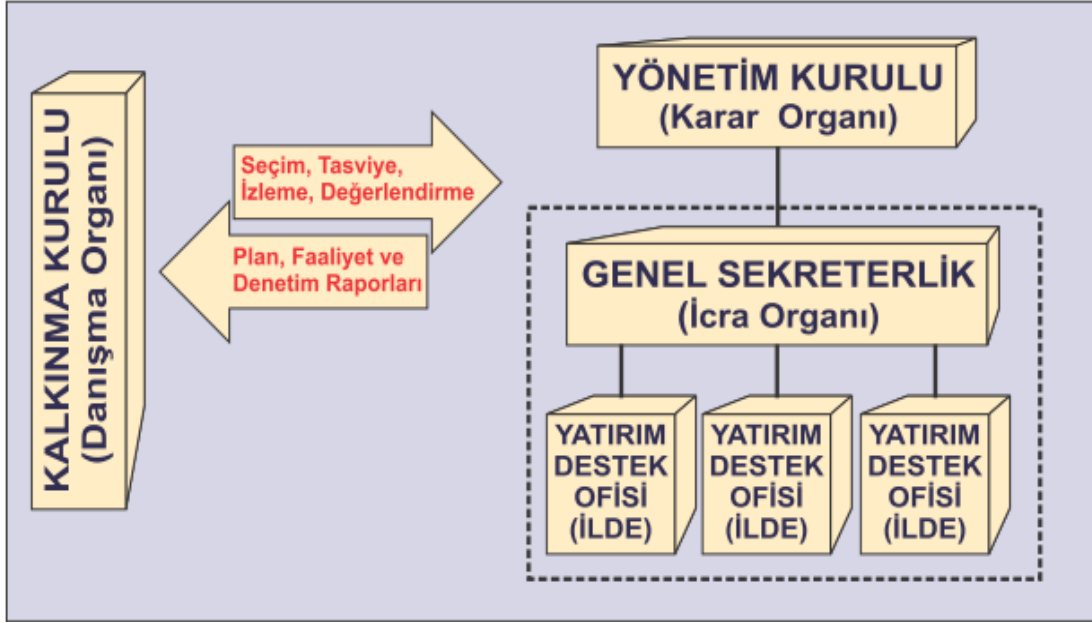 KALKINMA KURULU
(Danışma Organı)
Seçim, Tasviye,
İzleme, Değerlendirme
Plan, Faaliyet ve
Denetim Raporları
YÖNETİM KURULU
(Karar Organı)
GENEL SEKRETERLİK
(İcra Organı)
YATIRIM
DESTEK
OFİSİ
(İLDE)
YATIRIM
DESTEK
OFİSİ
(İLDE)
YATIRIM
DESTEK
OFİSİ
(İLDE)